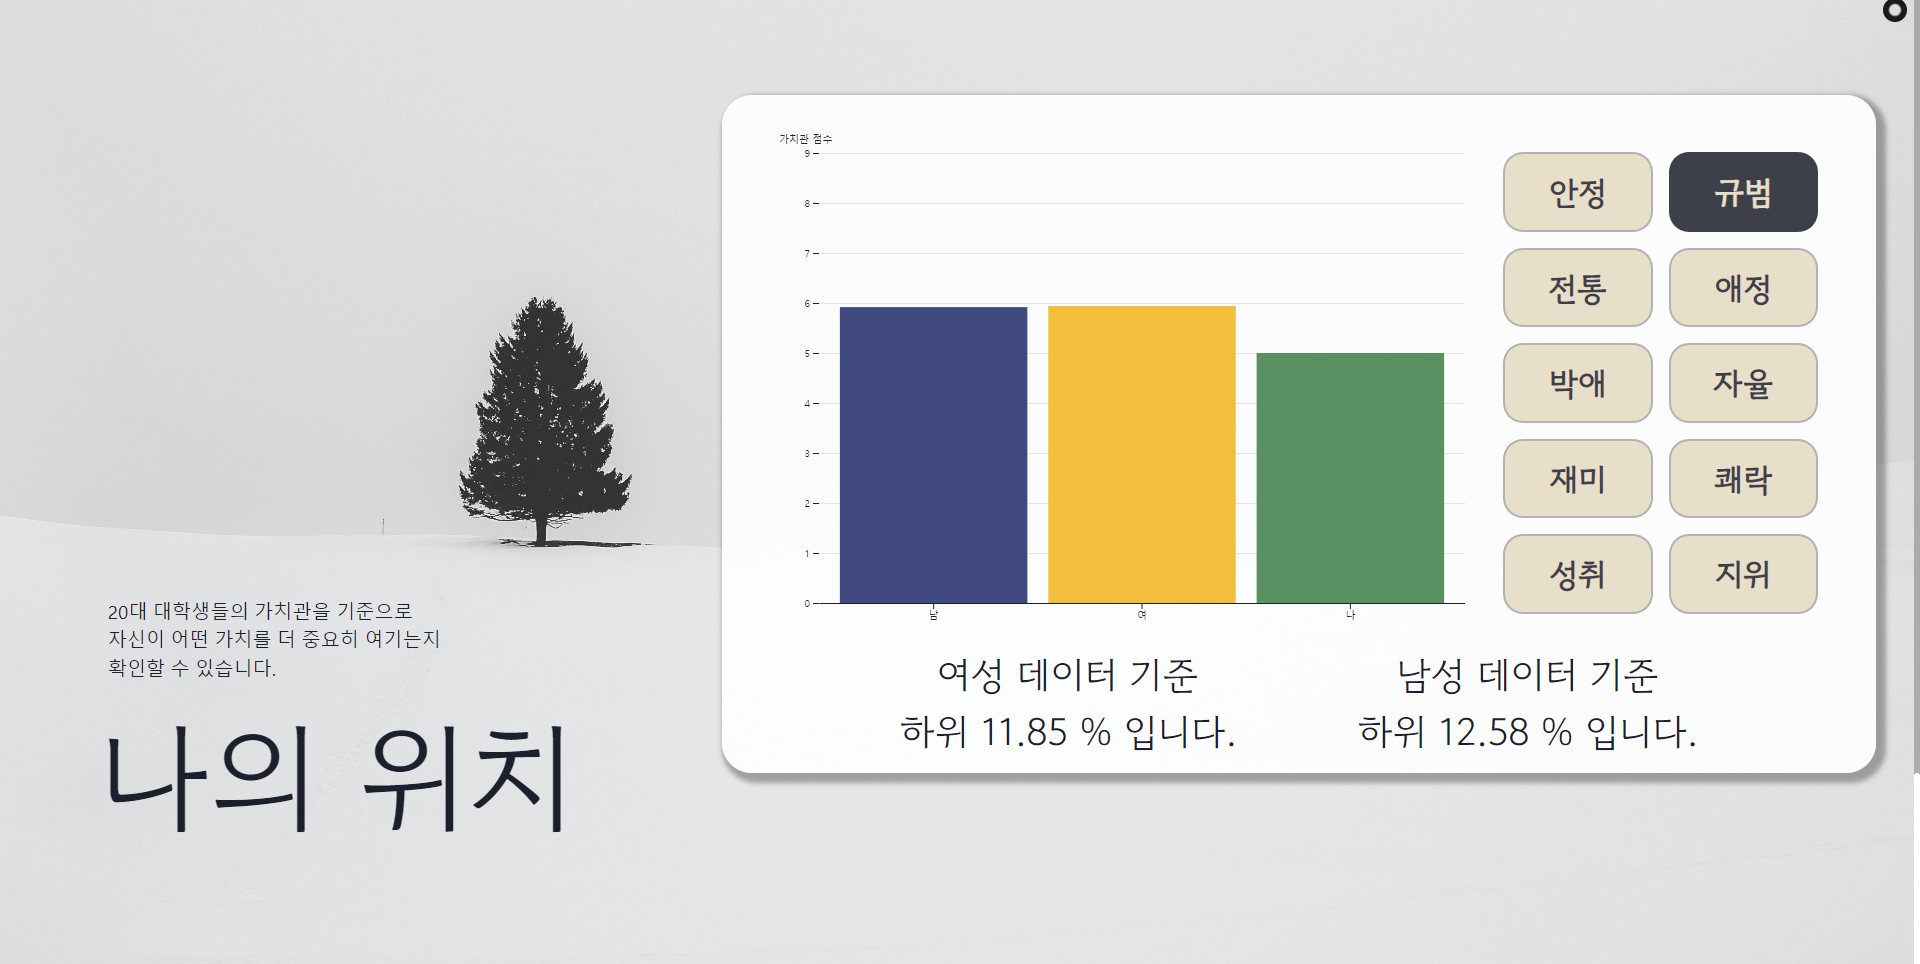 가치관 점수
9
8
7
6
5
4
3
2
1
0
남
여
나
안정
규범
전통
애정
박애
자율
재미
쾌락
성취
지위
여성 데이터 기준
하위 11.85 % 입니다.
남성 데이터 기준
하위 12.58 % 입니다.
20대 대학생들의 가치관을 기준으로
자신이 어떤 가치를 더 중요히 여기는지
확인할 수 있습니다.
나의 위치